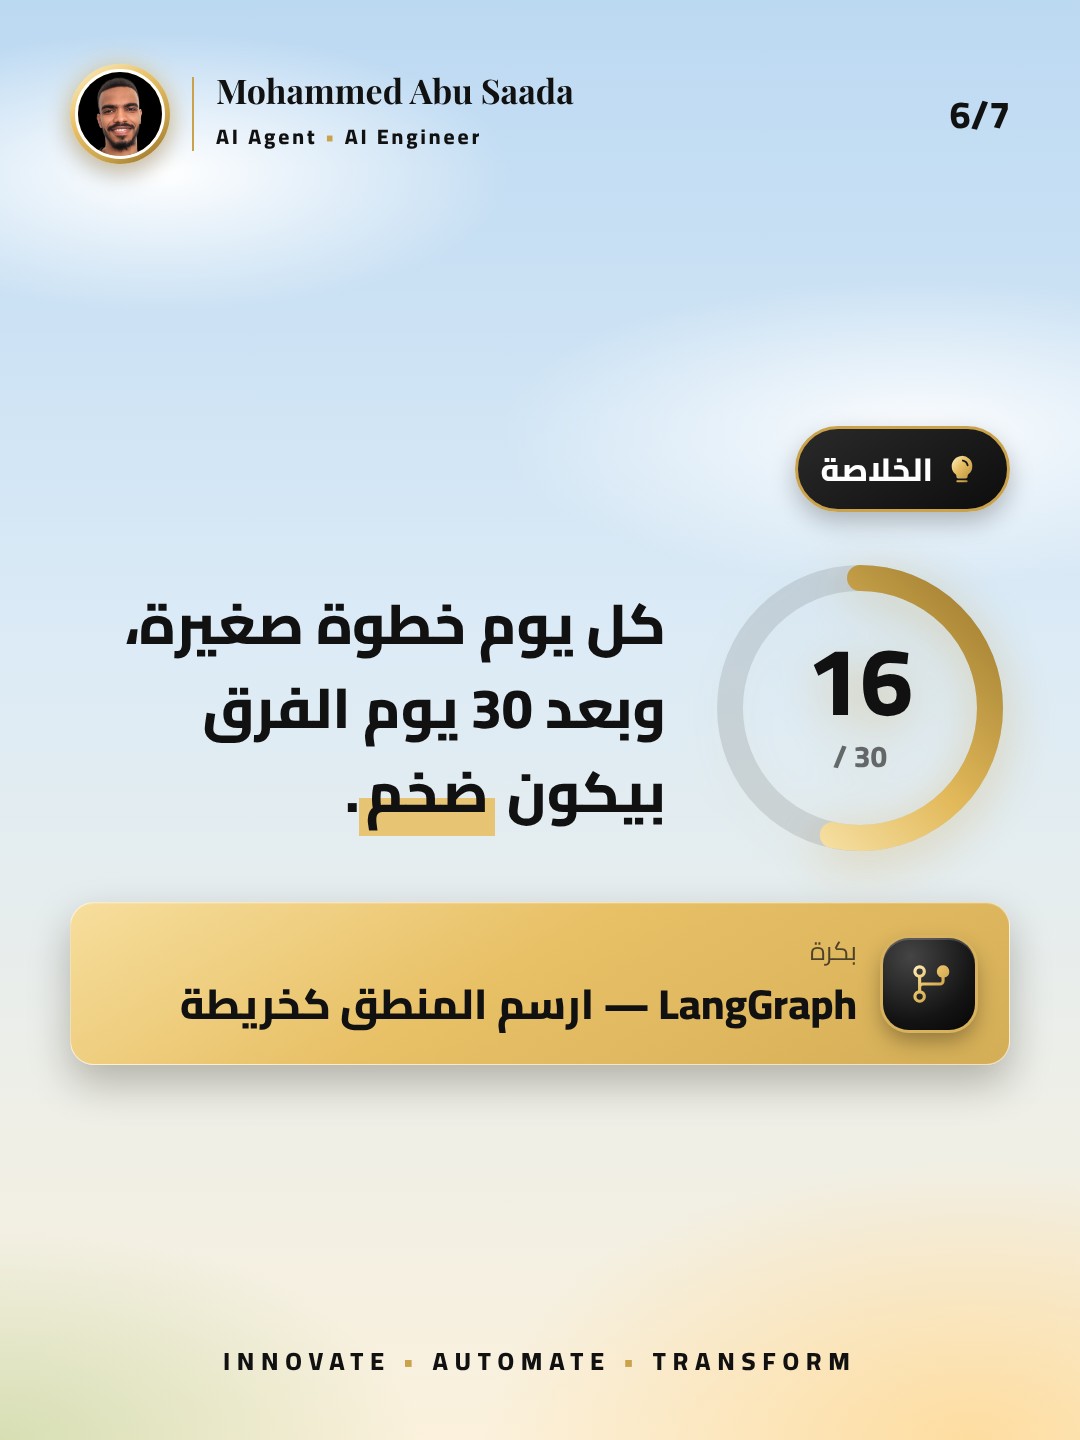 Mohammed Abu Saada
AI Agent ▪ AI Engineer
6/7
الخلاصة
16
/ 30
كل يوم خطوة صغيرة،
وبعد 30 يوم الفرق
بيكون ضخم.
بكرة
LangGraph — ارسم المنطق كخريطة
INNOVATE ▪ AUTOMATE ▪ TRANSFORM